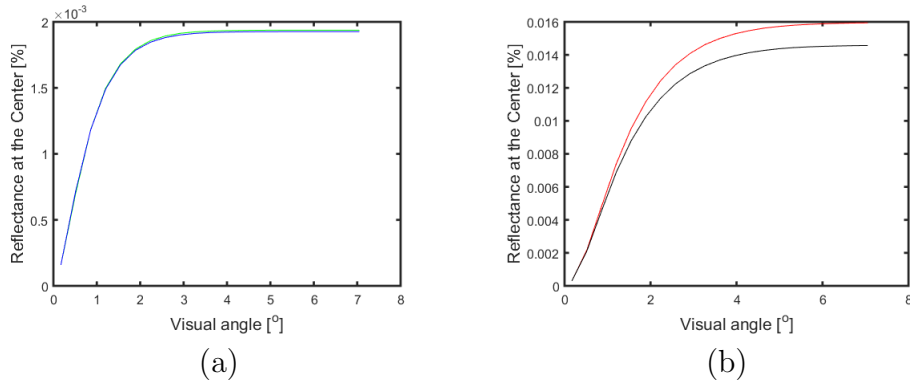 ×10⁻³
2
1.5
1
0.5
0
Reflectance at the Center [%]
0 1 2 3 4 5 6 7 8
Visual angle [°]
(a)
0.016
0.014
0.012
0.01
0.008
0.006
0.004
0.002
0
Reflectance at the Center [%]
0 2 4 6 8
Visual angle [°]
(b)